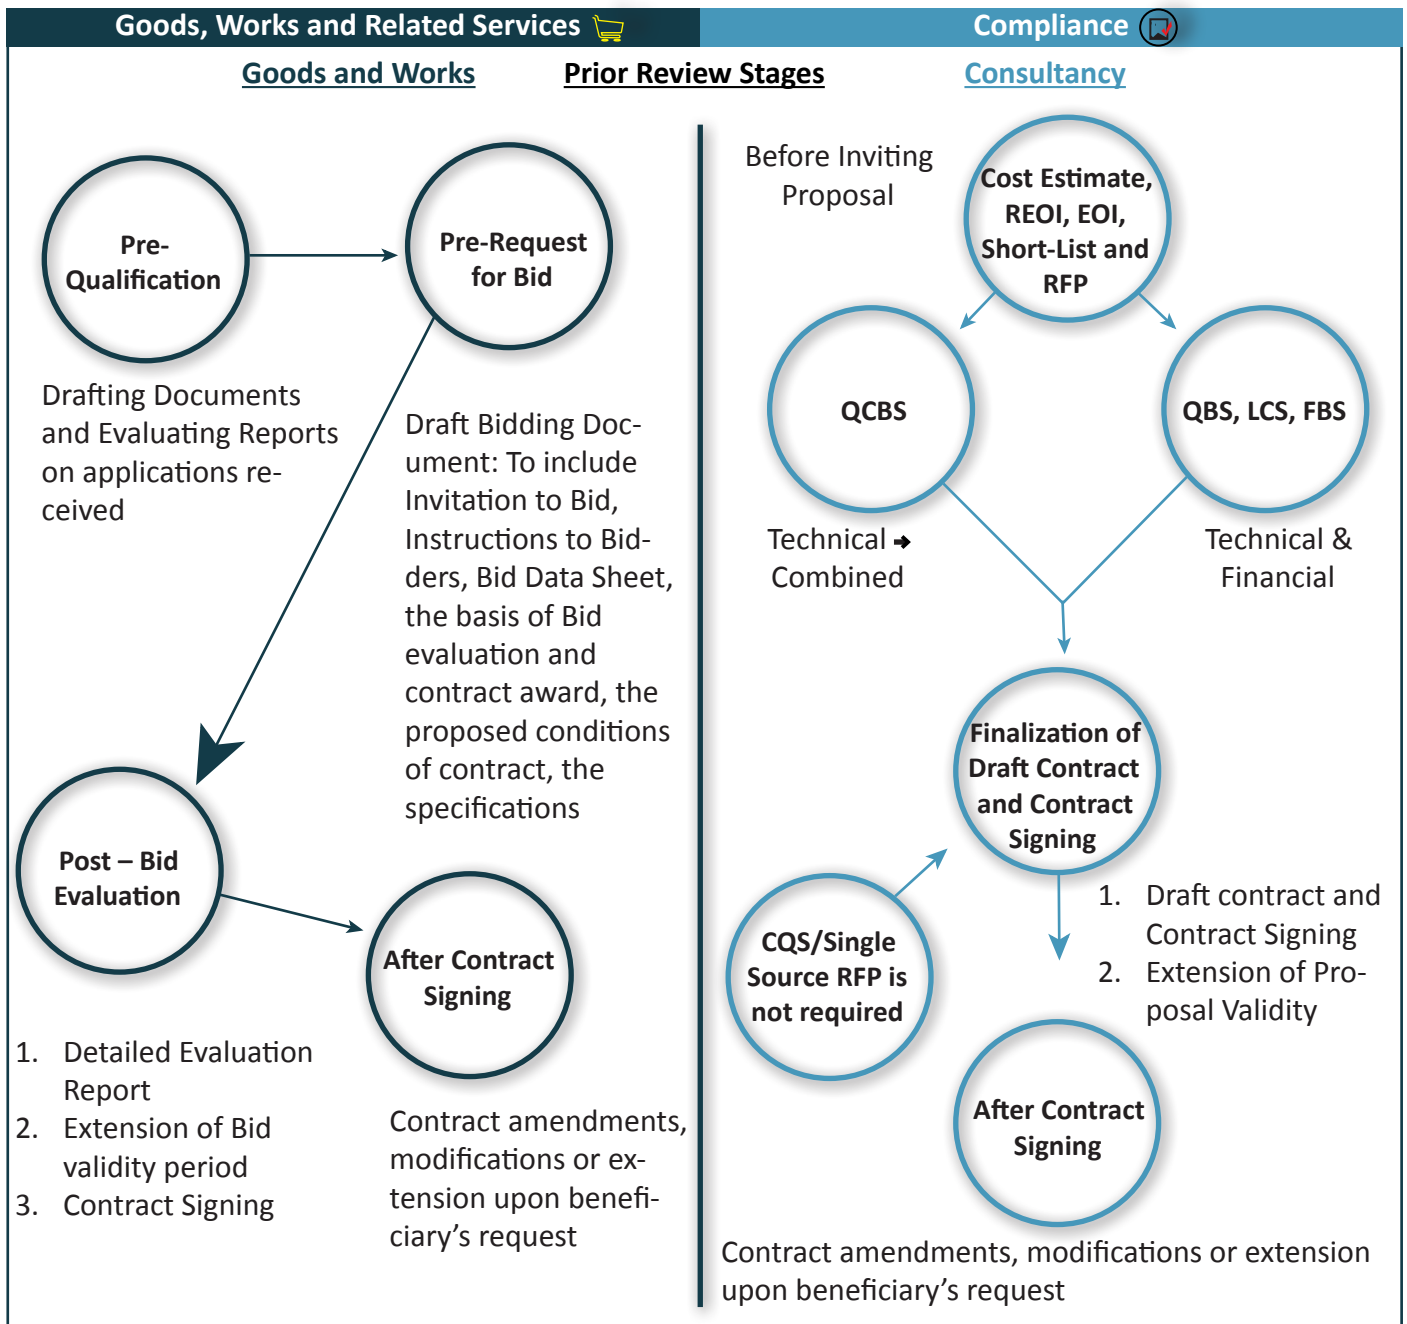 Goods, Works and Related Services
Compliance
Goods and Works
Prior Review Stages
Consultancy
Pre-
Qualification
Drafting Documents
and Evaluating Reports
on applications re-
ceived
Pre-Request
for Bid
Draft Bidding Doc-
ument: To include
Invitation to Bid,
Instructions to Bid-
ders, Bid Data Sheet,
the basis of Bid
evaluation and
contract award, the
proposed conditions
of contract, the
specifications
Post – Bid
Evaluation
1. Detailed Evaluation
Report
2. Extension of Bid
validity period
3. Contract Signing
After Contract
Signing
Contract amendments,
modifications or ex-
tension upon benefi-
ciary's request
Before Inviting
Proposal
Cost Estimate,
REOI, EOI,
Short-List and
RFP
QCBS
Technical
Combined
QBS, LCS, FBS
Technical &
Financial
Finalization of
Draft Contract
and Contract
Signing
CQS/Single
Source RFP is
not required
1. Draft contract and
Contract Signing
2. Extension of Pro-
posal Validity
After Contract
Signing
Contract amendments, modifications or extension
upon beneficiary's request